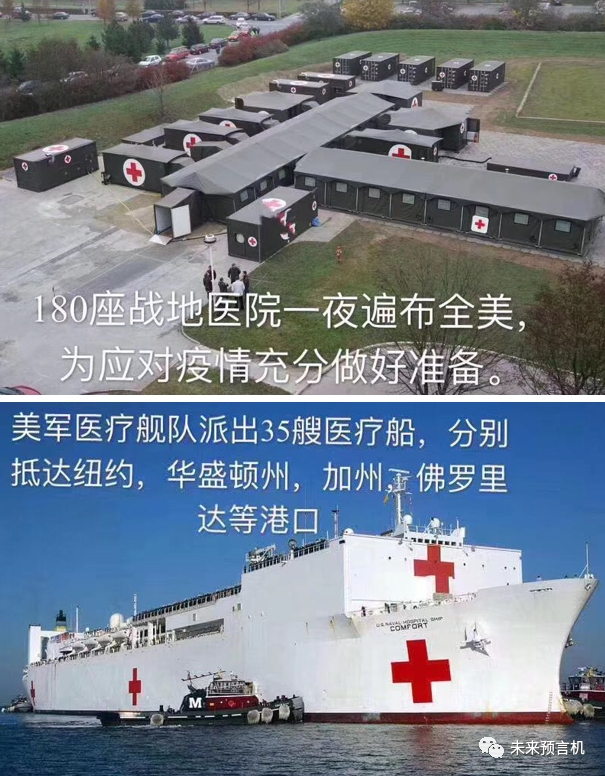 180座战地医院一夜遍布全美，
为应对疫情充分做好准备。
美军医疗舰队派出35艘医疗船，分别
抵达纽约，华盛顿州，加州，佛罗里
达等港口
U.S. NAVAL HOSPITAL SHIP
COMFORT
M
未来预言机